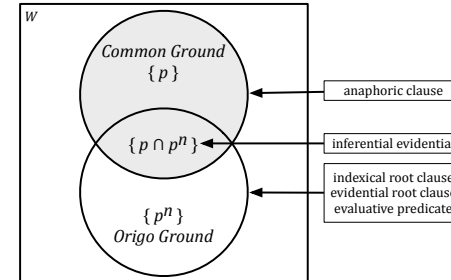 W
Common Ground
{ p }
anaphoric clause
{ p ∩ pⁿ }
inferential evidentia
indexical root clause
evidential root clause
evaluative predicate
{ pⁿ }
Origo Ground